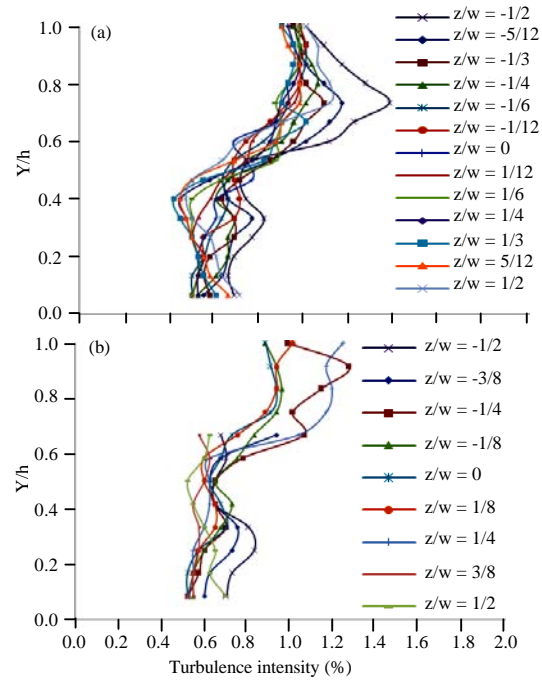 (a)
Y/h
1.0
0.8
0.6
0.4
0.2
0.0
z/w = -1/2
z/w = -5/12
z/w = -1/3
z/w = -1/4
z/w = -1/6
z/w = -1/12
z/w = 0
z/w = 1/12
z/w = 1/6
z/w = 1/4
z/w = 1/3
z/w = 5/12
z/w = 1/2
(b)
Y/h
1.0
0.8
0.6
0.4
0.2
0.0
z/w = -1/2
z/w = -3/8
z/w = -1/4
z/w = -1/8
z/w = 0
z/w = 1/8
z/w = 1/4
z/w = 3/8
z/w = 1/2
0.0 0.2 0.4 0.6 0.8 1.0 1.2 1.4 1.6 1.8 2.0
Turbulence intensity (%)